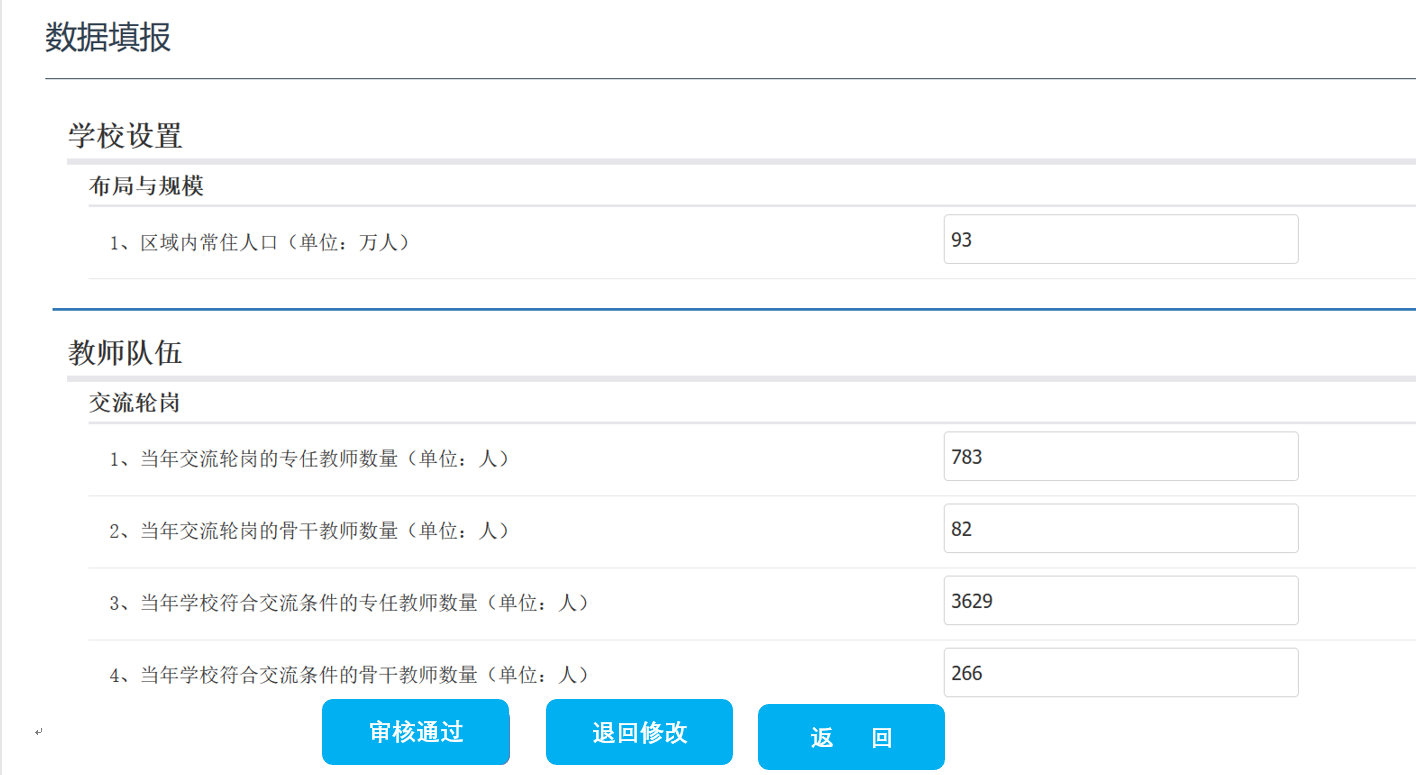 数据填报
学校设置
布局与规模
1、区域内常住人口（单位：万人） 93
教师队伍
交流轮岗
1、当年交流轮岗的专任教师数量（单位：人） 783
2、当年交流轮岗的骨干教师数量（单位：人） 82
3、当年学校符合交流条件的专任教师数量（单位：人） 3629
4、当年学校符合交流条件的骨干教师数量（单位：人） 266
审核通过 退回修改 返 回